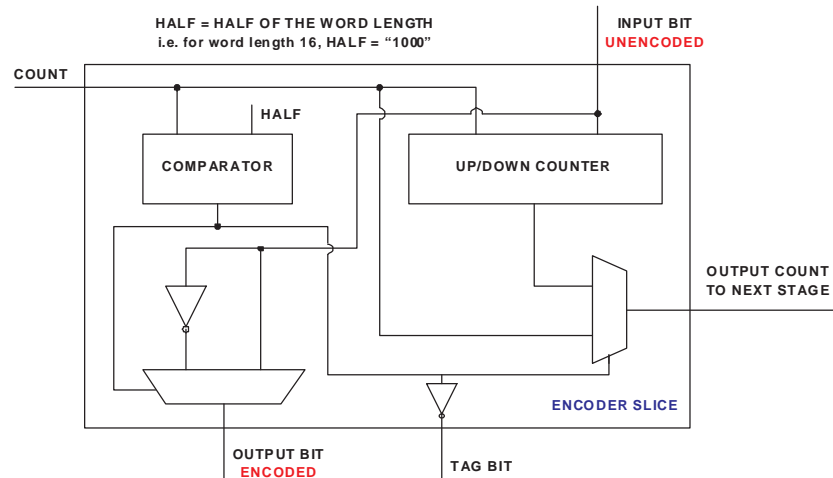 HALF = HALF OF THE WORD LENGTH
i.e. for word length 16, HALF = “1000”
INPUT BIT
UNENCODED
COUNT
HALF
COMPARATOR
UP/DOWN COUNTER
OUTPUT COUNT
TO NEXT STAGE
ENCODER SLICE
OUTPUT BIT
ENCODED
TAG BIT